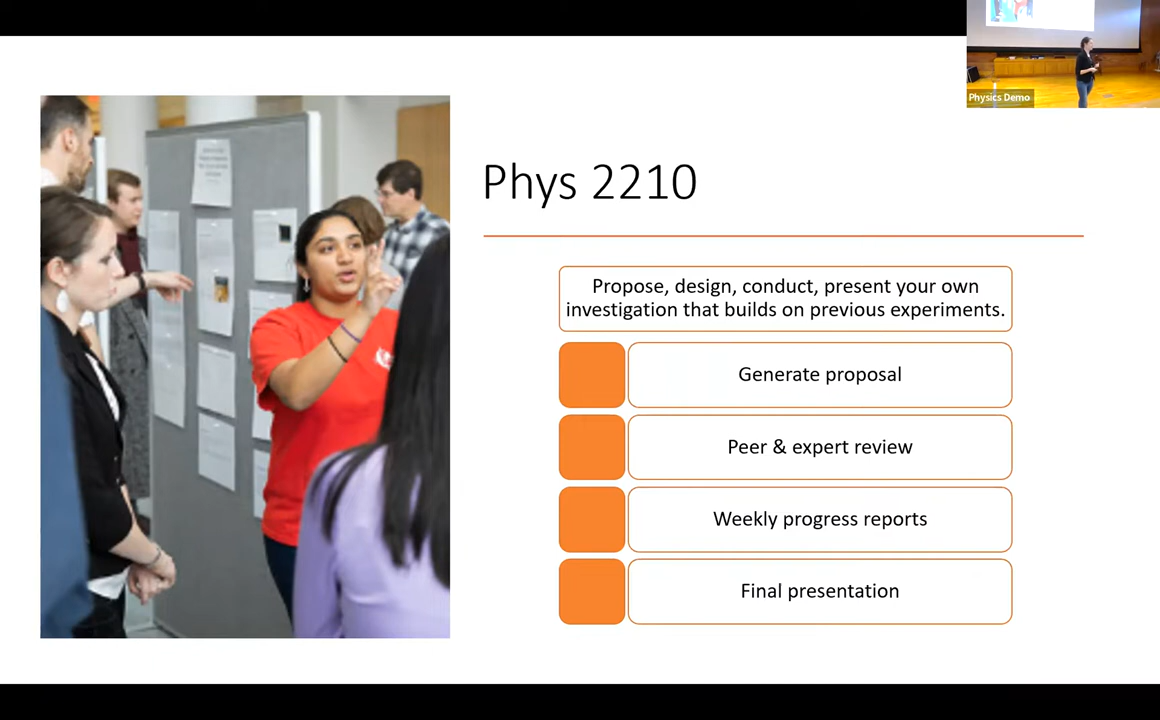 Physics Demo
Phys 2210
Propose, design, conduct, present your own
investigation that builds on previous experiments.
Generate proposal
Peer & expert review
Weekly progress reports
Final presentation